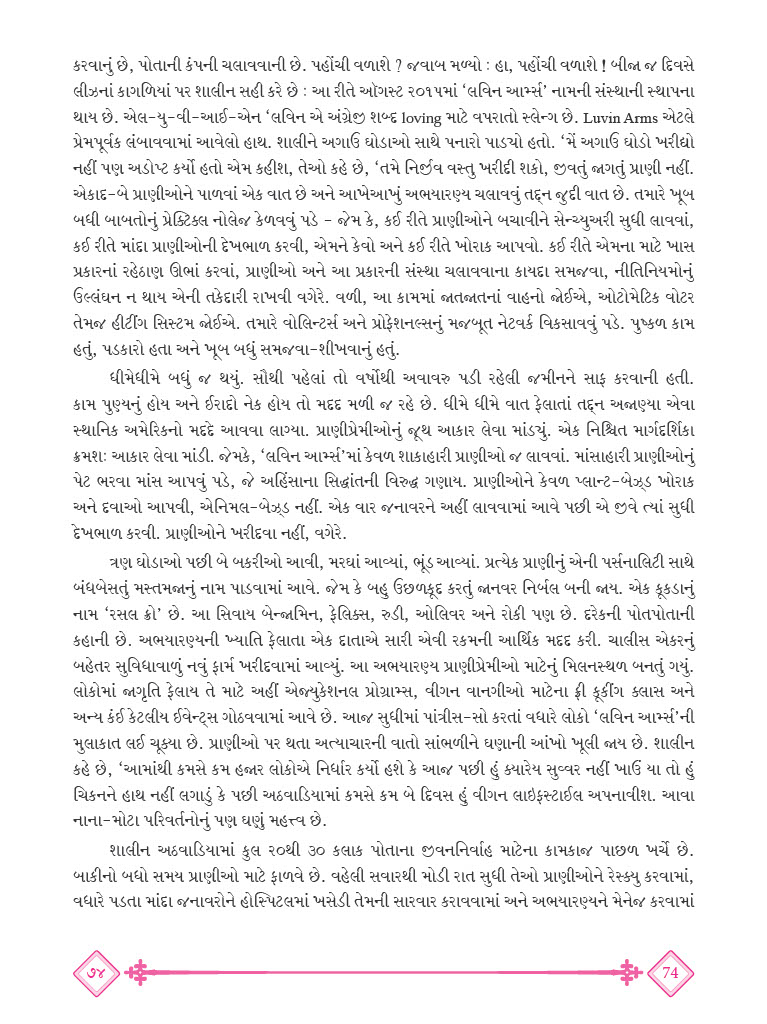 કરવાનું છે, પોતાની કંપની ચલાવવાની છે. પહોંચી વળાશે ? જવાબ મળ્યો : હા, પહોંચી વળાશે ! બીજા જ દિવસે
લીઝનાં કાગળિયાં પર શાલીન સહી કરે છે : આ રીતે ઑગસ્ટ ૨૦૧૫માં ‘લવિન આર્મ્સ’ નામની સંસ્થાની સ્થાપના
થાય છે. એલ-યુ-વી-આઈ-એન ‘લવિન એ અંગ્રેજી શબ્દ loving માટે વપરાતો સ્લેન્ગ છે. Luvin Arms એટલે
પ્રેમપૂર્વક લંબાવવામાં આવેલો હાથ. શાલીને અગાઉ ઘોડાઓ સાથે પનારો પાડ્યો હતો. ‘મેં અગાઉ ઘોડો ખરીદ્યો
નહીં પણ અડોપ્ટ કર્યો હતો એમ કહીશ, તેઓ કહે છે, ‘તમે નિર્જીવ વસ્તુ ખરીદી શકો, જીવતું જાગતું પ્રાણી નહીં.
એકાદ-બે પ્રાણીઓને પાળવાં એક વાત છે અને આખેઆખું અભયારણ્ય ચલાવવું તદ્દન જુદી વાત છે. તમારે ખૂબ
બધી બાબતોનું પ્રેક્ટિકલ નોલેજ કેળવવું પડે - જેમ કે, કઈ રીતે પ્રાણીઓને બચાવીને સેન્ચ્યુઅરી સુધી લાવવાં,
કઈ રીતે માંદા પ્રાણીઓની દેખભાળ કરવી, એમને કેવો અને કઈ રીતે ખોરાક આપવો. કઈ રીતે એમના માટે ખાસ
પ્રકારનાં રહેઠાણ ઊભાં કરવાં, પ્રાણીઓ અને આ પ્રકારની સંસ્થા ચલાવવાના કાયદા સમજવા, નીતિનિયમોનું
ઉલ્લંઘન ન થાય એની તકેદારી રાખવી વગેરે. વળી, આ કામમાં જાતજાતનાં વાહનો જોઈએ, ઓટોમેટિક વોટર
તેમજ હીટીંગ સિસ્ટમ જોઈએ. તમારે વોલિન્ટર્સ અને પ્રોફેશનલ્સનું મજબૂત નેટવર્ક વિકસાવવું પડે. પુષ્કળ કામ
હતું, પડકારો હતા અને ખૂબ બધું સમજવા-શીખવાનું હતું.
ધીમેધીમે બધું જ થયું. સૌથી પહેલાં તો વર્ષોથી અવાવરુ પડી રહેલી જમીનને સાફ કરવાની હતી.
કામ પુણ્યનું હોય અને ઈરાદો નેક હોય તો મદદ મળી જ રહે છે. ધીમે ધીમે વાત ફેલાતાં તદ્દન અજાણ્યા એવા
સ્થાનિક અમેરિકનો મદદે આવવા લાગ્યા. પ્રાણીપ્રેમીઓનું જૂથ આકાર લેવા માંડ્યું. એક નિશ્ચિત માર્ગદર્શિકા
ક્રમશઃ આકાર લેવા માંડી. જેમકે, ‘લવિન આર્મ્સ’માં કેવળ શાકાહારી પ્રાણીઓ જ લાવવાં. માંસાહારી પ્રાણીઓનું
પેટ ભરવા માંસ આપવું પડે, જે અહિંસાના સિદ્ધાંતની વિરુદ્ધ ગણાય. પ્રાણીઓને કેવળ પ્લાન્ટ-બેઝ્ડ ખોરાક
અને દવાઓ આપવી, એનિમલ-બેઝ્ડ નહીં. એક વાર જનાવરને અહીં લાવવામાં આવે પછી એ જીવે ત્યાં સુધી
દેખભાળ કરવી. પ્રાણીઓને ખરીદવા નહીં, વગેરે.
ત્રણ ઘોડાઓ પછી બે બકરીઓ આવી, મરઘાં આવ્યાં, ભૂંડ આવ્યાં. પ્રત્યેક પ્રાણીનું એની પર્સનાલિટી સાથે
બંધબેસતું મસ્તમજાનું નામ પાડવામાં આવે. જેમ કે બહુ ઉછળકૂદ કરતું જાનવર નિર્બલ બની જાય. એક કૂકડાનું
નામ ‘રસલ ક્રો’ છે. આ સિવાય બેન્જામિન, ફેલિક્સ, રુડી, ઓલિવર અને રોકી પણ છે. દરેકની પોતપોતાની
કહાની છે. અભયારણ્યની ખ્યાતિ ફેલાતા એક દાતાએ સારી એવી રકમની આર્થિક મદદ કરી. ચાલીસ એકરનું
બહેતર સુવિધાવાળું નવું ફાર્મ ખરીદવામાં આવ્યું. આ અભયારણ્ય પ્રાણીપ્રેમીઓ માટેનું મિલનસ્થળ બનતું ગયું.
લોકોમાં જાગૃતિ ફેલાય તે માટે અહીં એજ્યુકેશનલ પ્રોગ્રામ્સ, વીગન વાનગીઓ માટેના ફ્રી કૂકીંગ ક્લાસ અને
અન્ય કંઈ કેટલીય ઈવેન્ટ્સ ગોઠવવામાં આવે છે. આજ સુધીમાં પાંત્રીસ-સો કરતાં વધારે લોકો ‘લવિન આર્મ્સ’ની
મુલાકાત લઈ ચૂક્યા છે. પ્રાણીઓ પર થતા અત્યાચારની વાતો સાંભળીને ઘણાની આંખો ખૂલી જાય છે. શાલીન
કહે છે, ‘આમાંથી કમસે કમ હજાર લોકોએ નિર્ધાર કર્યો હશે કે આજ પછી હું ક્યારેય સુવ્વર નહીં ખાઉં યા તો હું
ચિકનને હાથ નહીં લગાડું કે પછી અઠવાડિયામાં કમસે કમ બે દિવસ હું વીગન લાઇફસ્ટાઈલ અપનાવીશ. આવા
નાના-મોટા પરિવર્તનોનું પણ ઘણું મહત્ત્વ છે.
શાલીન અઠવાડિયામાં કુલ ૨૦થી ૩૦ કલાક પોતાના જીવનનિર્વાહ માટેના કામકાજ પાછળ ખર્ચે છે.
બાકીનો બધો સમય પ્રાણીઓ માટે ફાળવે છે. વહેલી સવારથી મોડી રાત સુધી તેઓ પ્રાણીઓને રેસ્ક્યુ કરવામાં,
વધારે પડતા માંદા જનાવરોને હોસ્પિટલમાં ખસેડી તેમની સારવાર કરાવવામાં અને અભયારણ્યને મેનેજ કરવામાં
૭૪ 74